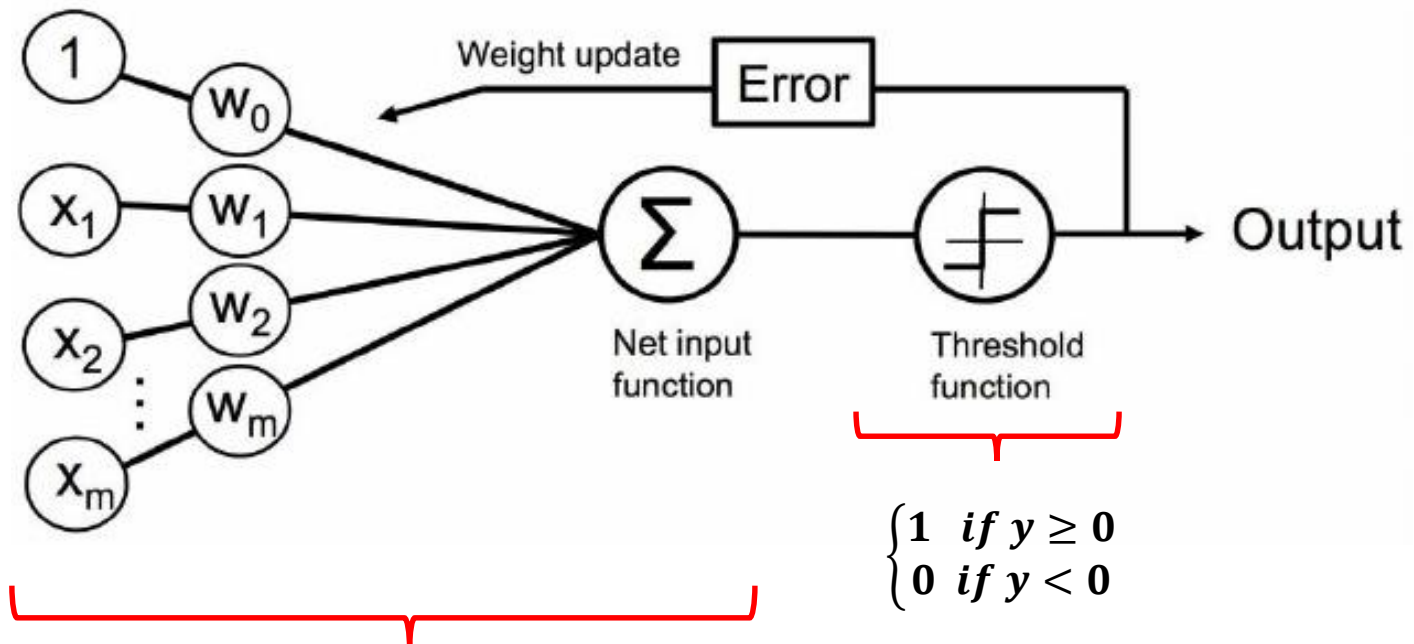 1
w₀
Weight update
Error
x₁
w₁
Σ
Output
x₂
w₂
Net input
function
Threshold
function
⋮
wₘ
xₘ
{1 if y ≥ 0
0 if y < 0